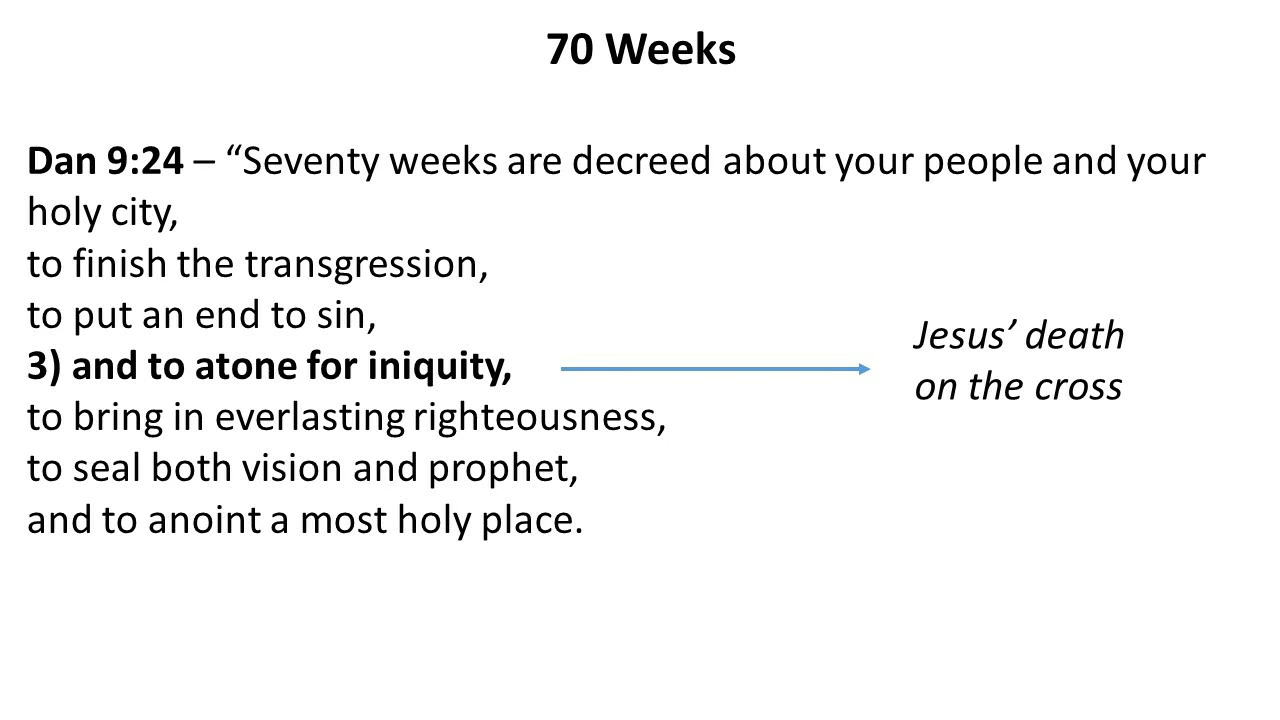 70 Weeks
Dan 9:24 – “Seventy weeks are decreed about your people and your
holy city,
to finish the transgression,
to put an end to sin,
3) and to atone for iniquity,
Jesus’ death
on the cross
to bring in everlasting righteousness,
to seal both vision and prophet,
and to anoint a most holy place.